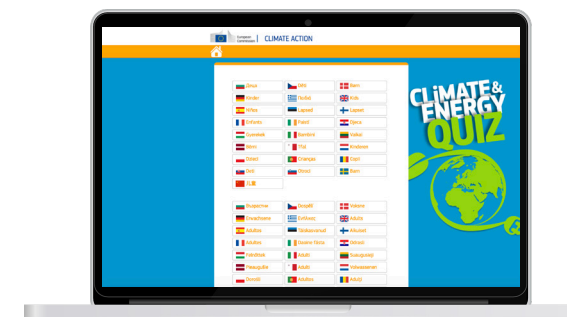 European Commission | CLIMATE ACTION
Деца Děti Børn
Kinder Παιδιά Kids
Niños Lapsed Lapset
Enfants Páistí Djeca
Gyerekek Bambini Vaikai
Bērni Tfal Kinderen
Dzieci Crianças Copii
Deti Otroci Barn
儿童
Възрастни Dospělí Voksne
Erwachsene Adults
Adultos Täiskasvanud Aikuiset
Adultes Daoine fásta Odrasli
Felnőttek Adulti Suaugusieji
Pieaugušie Adulti Volwassenen
Dorośli Adultos Adulți
CLiMATE &
ENERGY
QUIZ